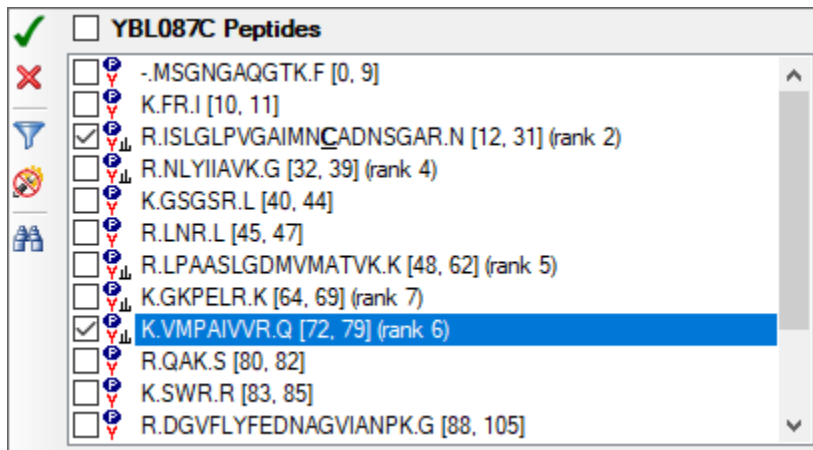 YBL087C Peptides
-.MSGNGAQGTK.F [0, 9]
K.FR.I [10, 11]
R.ISLGLPVGAIMNCADNSGAR.N [12, 31] (rank 2)
R.NLYIIAVK.G [32, 39] (rank 4)
K.GSGSR.L [40, 44]
R.LNR.L [45, 47]
R.LPAASLGDMVMATVK.K [48, 62] (rank 5)
K.GKPELR.K [64, 69] (rank 7)
K.VMPAIVVR.Q [72, 79] (rank 6)
R.QAK.S [80, 82]
K.SWR.R [83, 85]
R.DGVFLYFEDNAGVIANPK.G [88, 105]